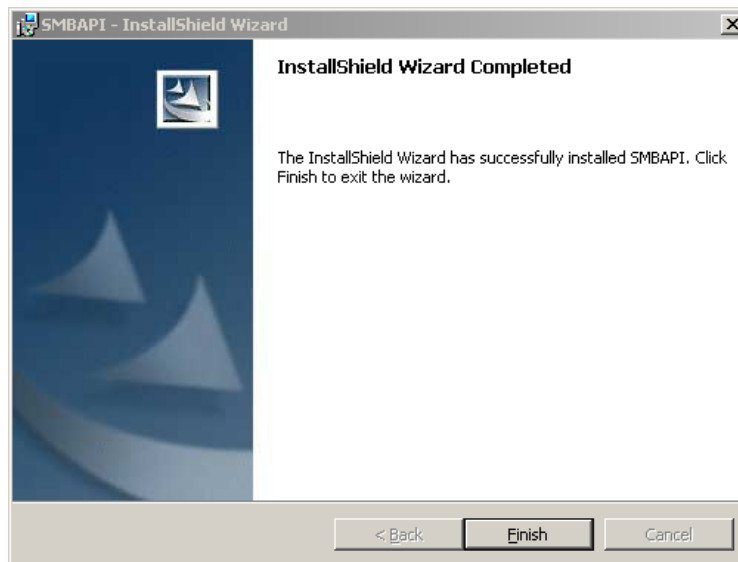 SMBAPI - InstallShield Wizard
InstallShield Wizard Completed
The InstallShield Wizard has successfully installed SMBAPI. Click
Finish to exit the wizard.
< Back
Finish
Cancel